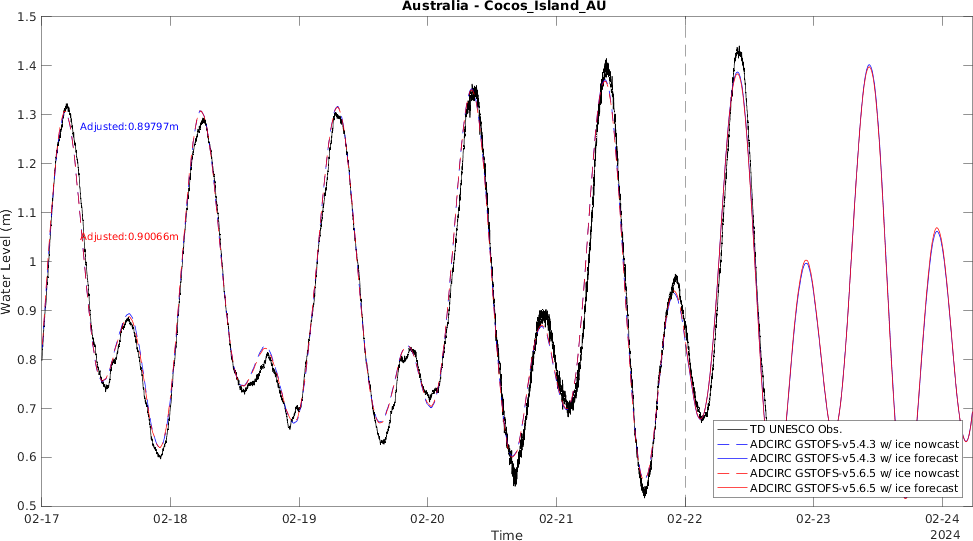 Australia - Cocos_Island_AU
1.5
1.4
1.3
1.2
1.1
1
0.9
0.8
0.7
0.6
0.5
Water Level (m)
Adjusted:0.89797m
Adjusted:0.90066m
TD UNESCO Obs.
ADCIRC GSTOFS-v5.4.3 w/ ice nowcast
ADCIRC GSTOFS-v5.4.3 w/ ice forecast
ADCIRC GSTOFS-v5.6.5 w/ ice nowcast
ADCIRC GSTOFS-v5.6.5 w/ ice forecast
02-17 02-18 02-19 02-20 02-21 02-22 02-23 02-24
Time
2024